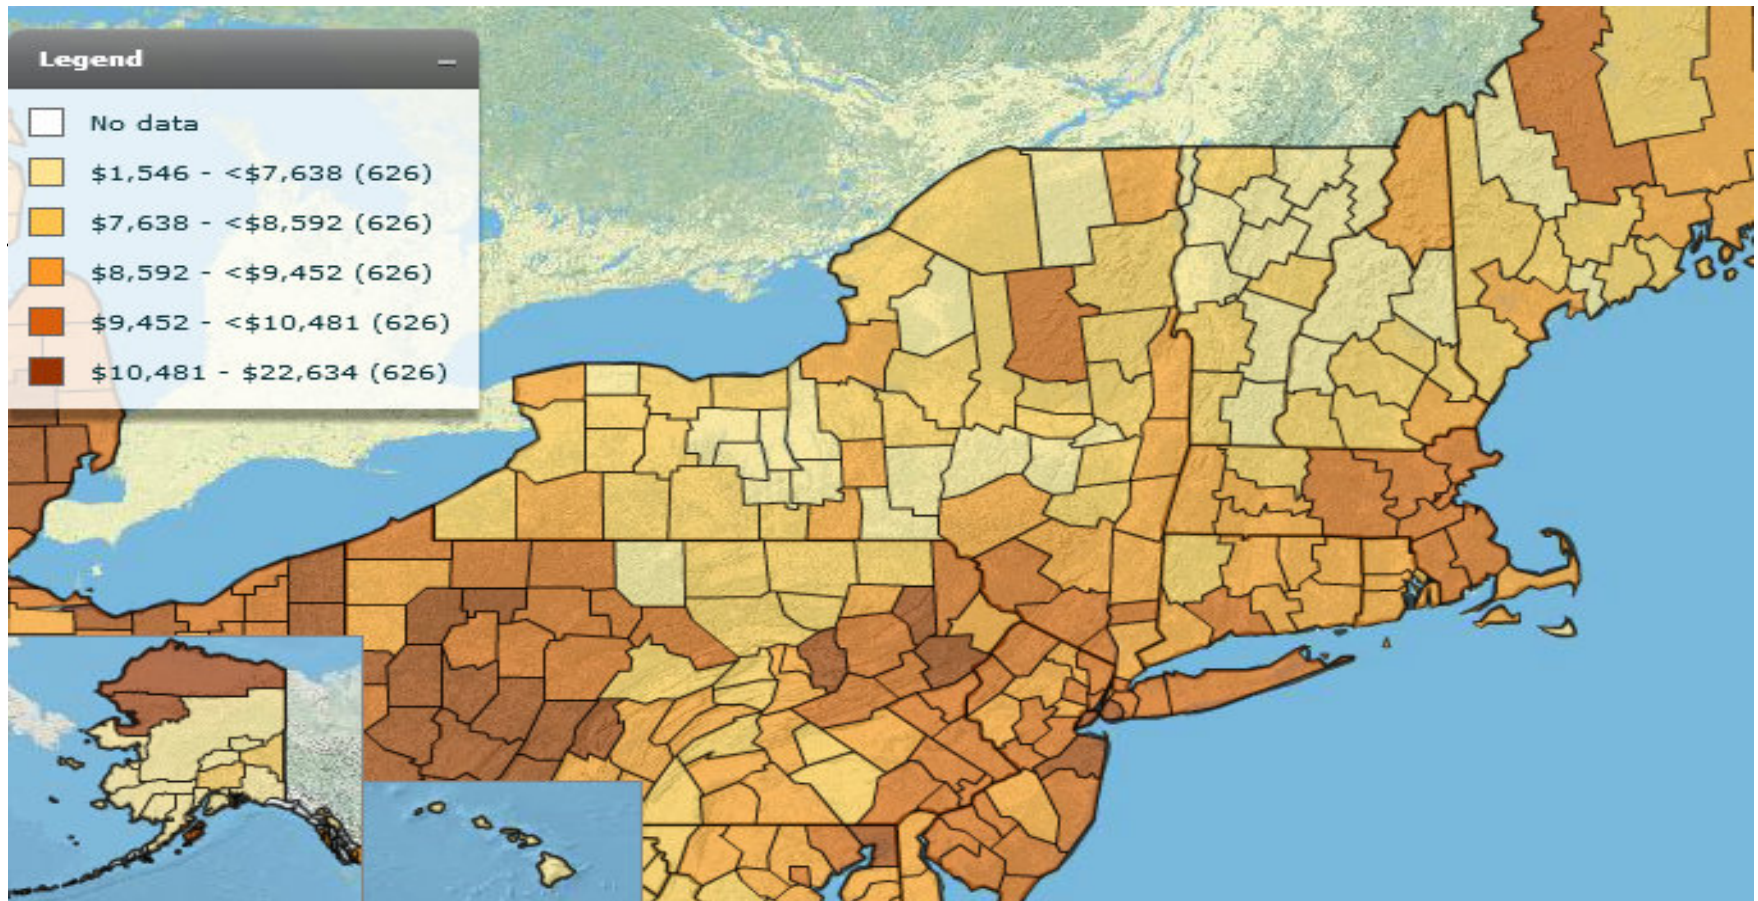 Legend
No data
$1,546 - <$7,638 (626)
$7,638 - <$8,592 (626)
$8,592 - <$9,452 (626)
$9,452 - <$10,481 (626)
$10,481 - $22,634 (626)